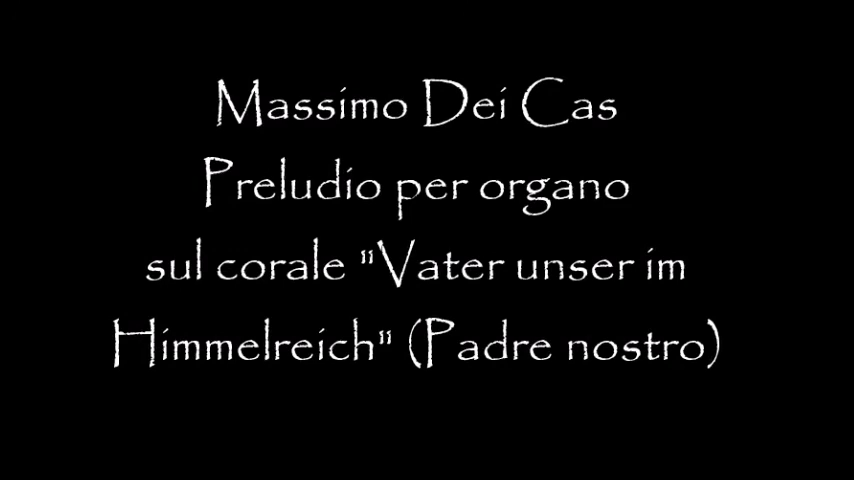 Massimo Dei Cas
Preludio per organo
sul corale "Vater unser im
Himmelreich" (Padre nostro)